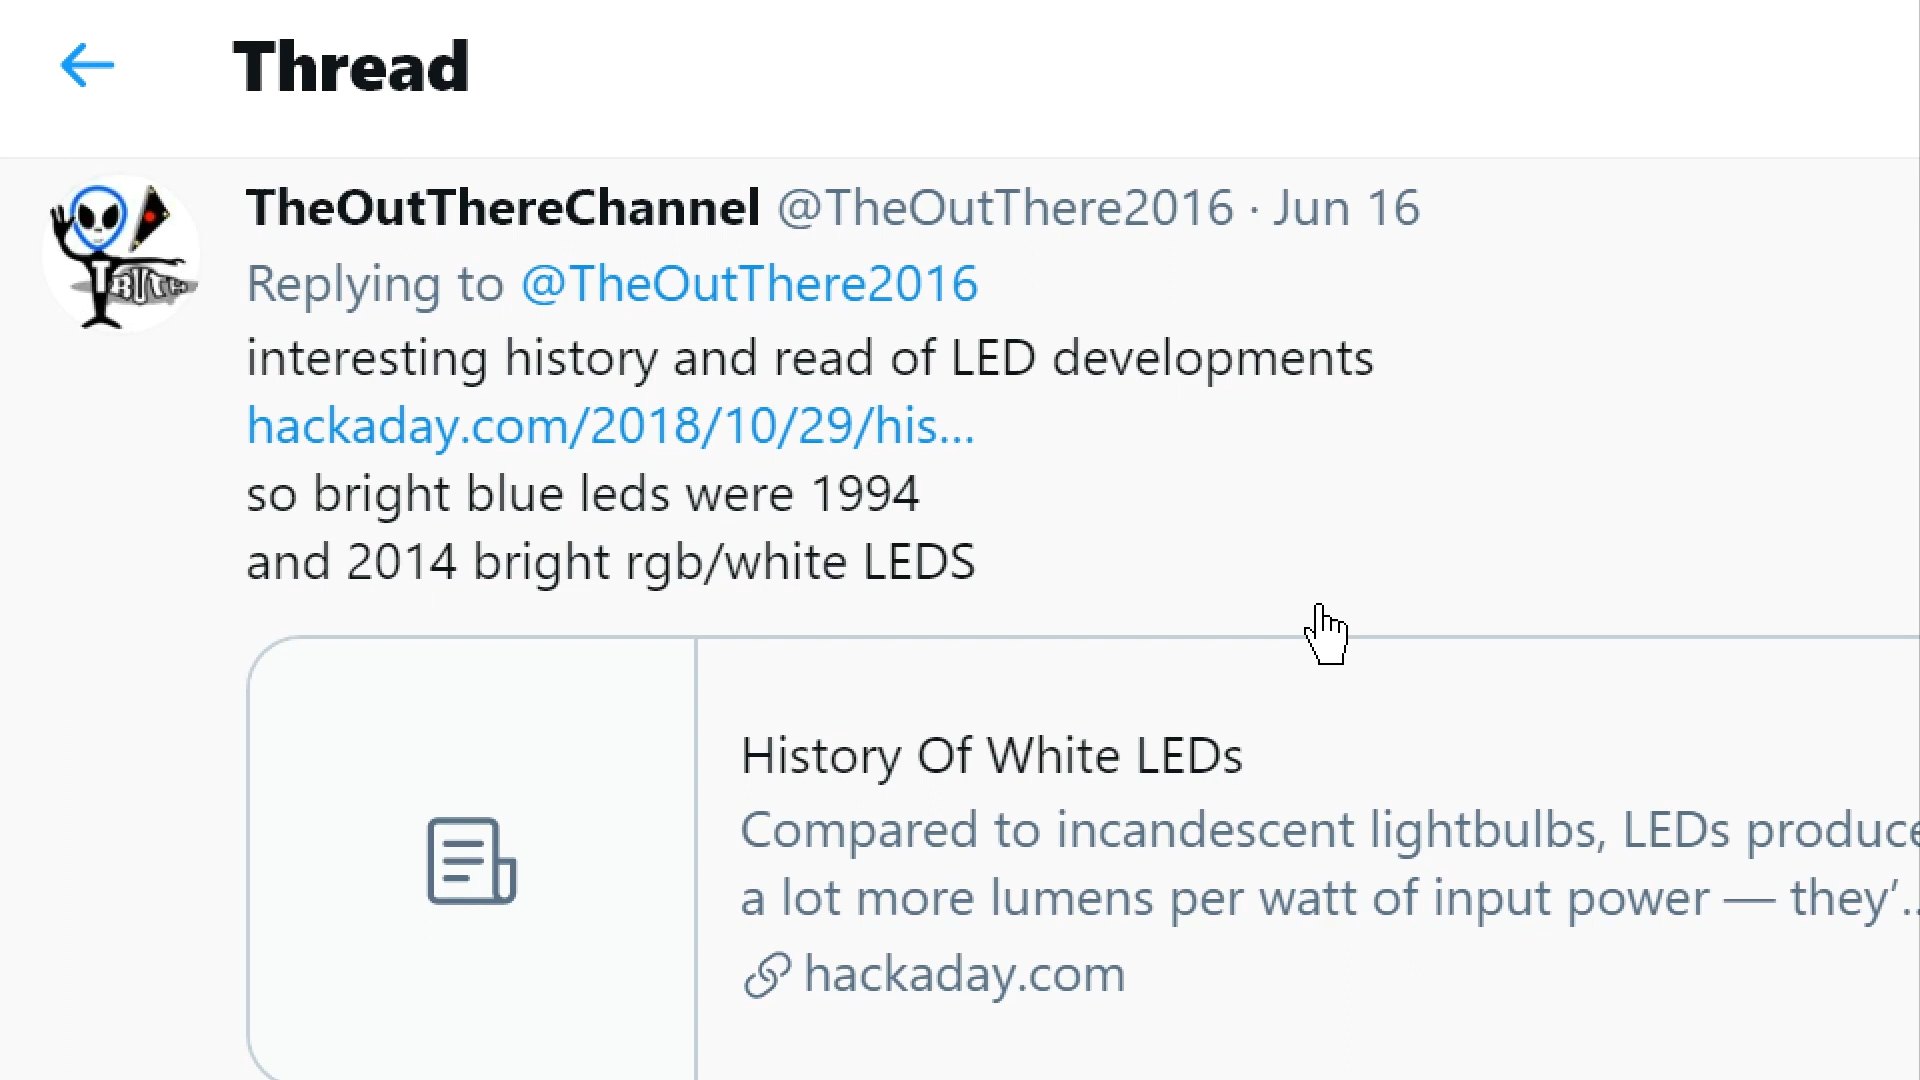 Thread
TheOutThereChannel @TheOutThere2016 · Jun 16
Replying to @TheOutThere2016
interesting history and read of LED developments
hackaday.com/2018/10/29/his...
so bright blue leds were 1994
and 2014 bright rgb/white LEDS
TRUTH
History Of White LEDs
Compared to incandescent lightbulbs, LEDs produce
a lot more lumens per watt of input power — they’...
hackaday.com